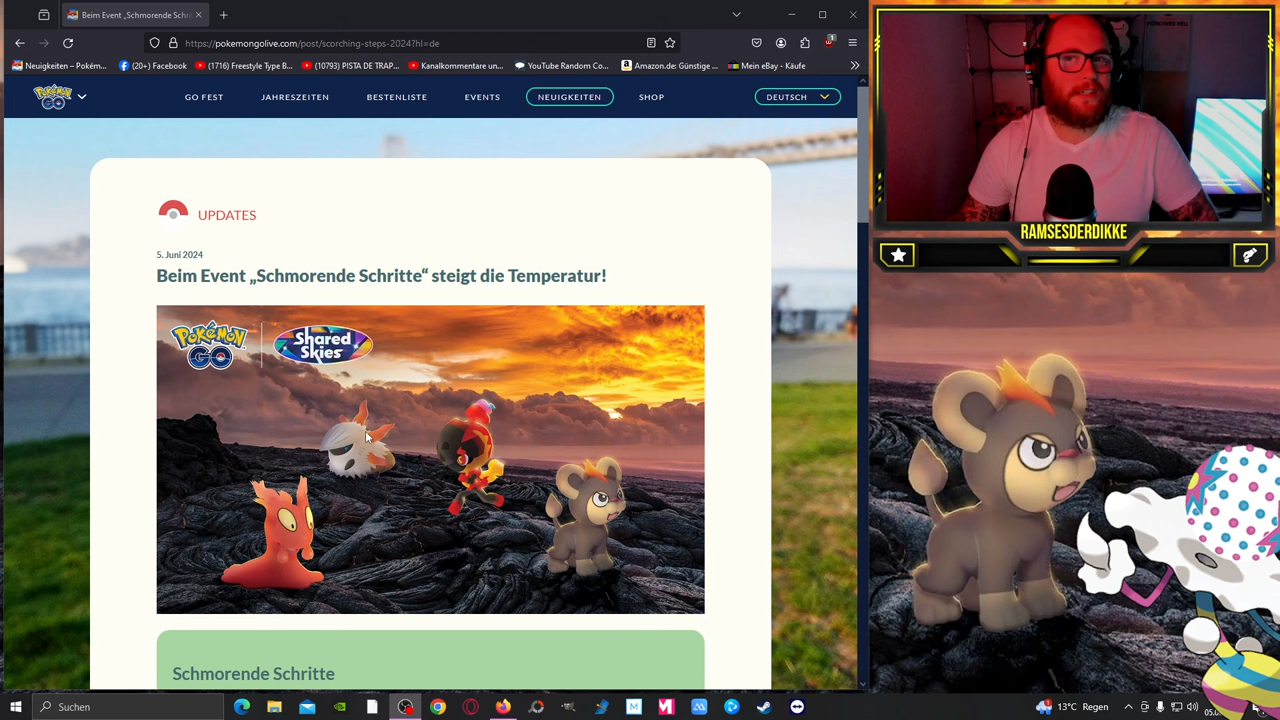 Beim Event „Schmorende Schri
https://pokemongolive.com/post/scorching-steps-2024?hl=de
Neuigkeiten – Pokém...
(20+) Facebook
(1716) Freestyle Type B...
(10793) PISTA DE TRAP...
Kanalkommentare un...
YouTube Random Co...
Amazon.de: Günstige ...
Mein eBay - Käufe
POKÉMON GO
GO FEST
JAHRESZEITEN
BESTENLISTE
EVENTS
NEUIGKEITEN
SHOP
DEUTSCH
UPDATES
5. Juni 2024
Beim Event „Schmorende Schritte“ steigt die Temperatur!
POKéMON
GO
Shared
Skies
Schmorende Schritte
RAMSESDERDIKKE
Suchen
13°C Regen